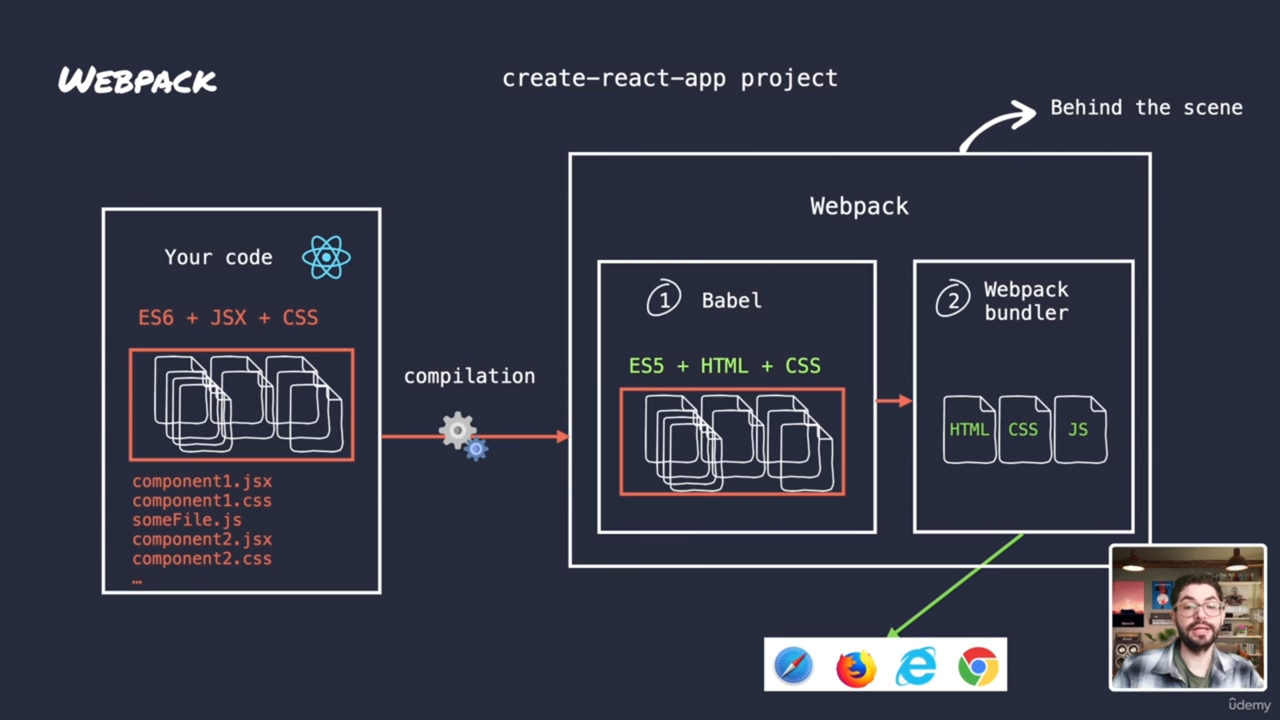 Webpack
create-react-app project
Behind the scene
Your code
ES6 + JSX + CSS
component1.jsx
component1.css
someFile.js
component2.jsx
component2.css
…
compilation
Webpack
1 Babel
ES5 + HTML + CSS
2 Webpack
bundler
HTML CSS JS
ûdemy